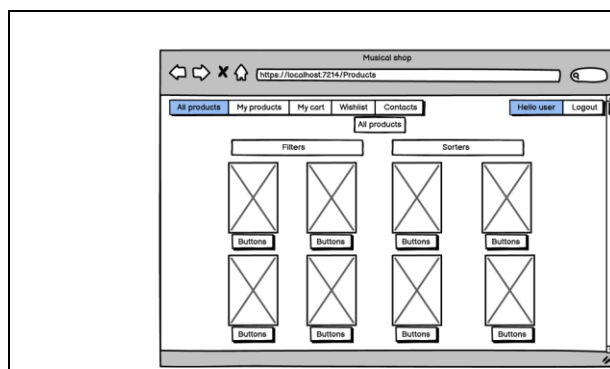 Musical shop
https://localhost:7214/Products
All products My products My cart Wishlist Contacts Hello user Logout
All products
Filters Sorters
Buttons Buttons Buttons Buttons
Buttons Buttons Buttons Buttons